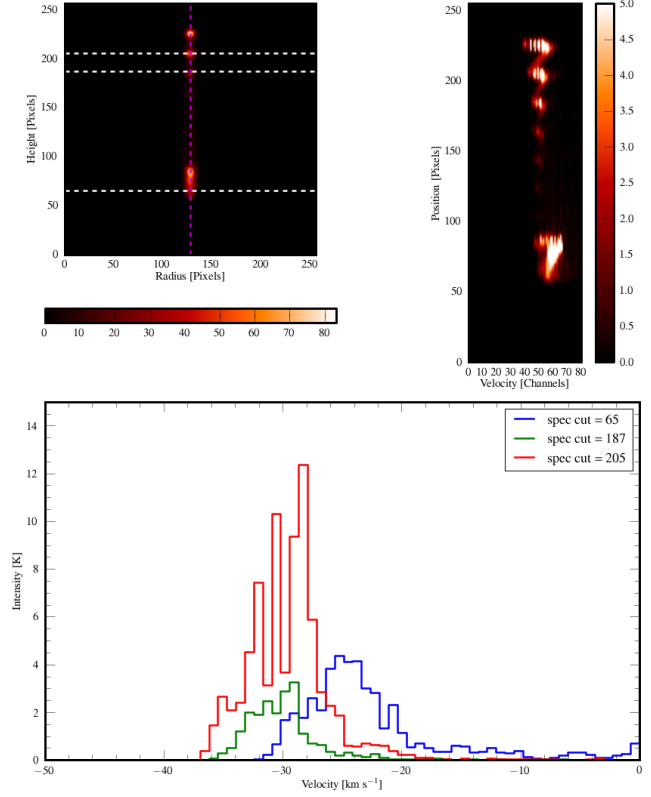 250
200
150
100
50
0
Height [Pixels]
0 50 100 150 200 250
Radius [Pixels]
0 10 20 30 40 50 60 70 80
250
200
150
100
50
0
Position [Pixels]
0 10 20 30 40 50 60 70 80
Velocity [Channels]
5.0
4.5
4.0
3.5
3.0
2.5
2.0
1.5
1.0
0.5
0.0
14
12
10
8
6
4
2
0
Intensity [K]
spec cut = 65
spec cut = 187
spec cut = 205
−50 −40 −30 −20 −10 0
Velocity [km s⁻¹]